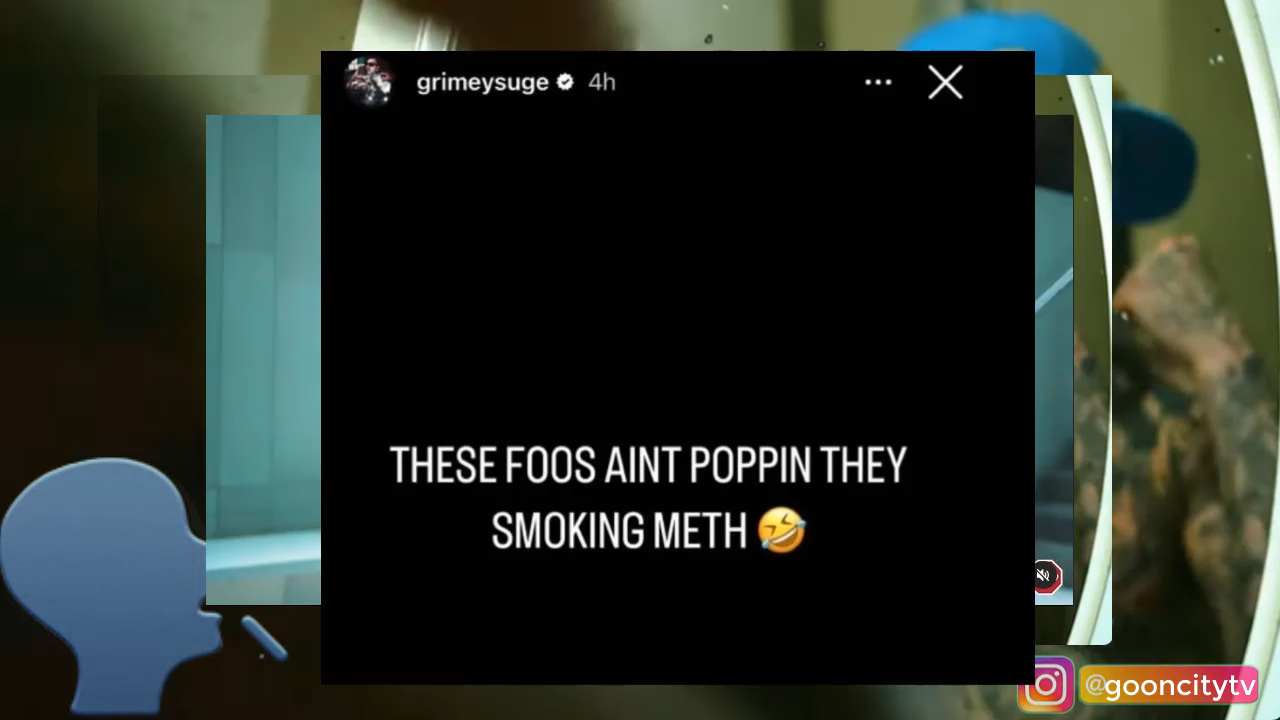 grimeysuge 4h
THESE FOOS AINT POPPIN THEY
SMOKING METH 🤣
@gooncitytv